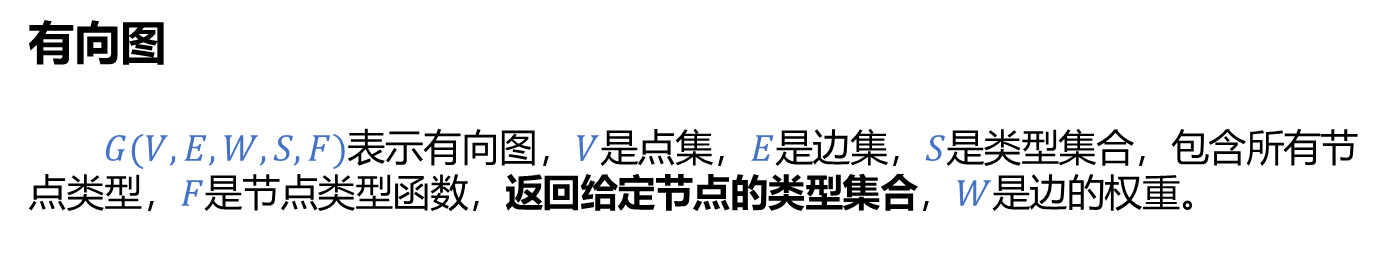 有向图
G(V,E,W,S,F)表示有向图，V是点集，E是边集，S是类型集合，包含所有节
点类型，F是节点类型函数，返回给定节点的类型集合，W是边的权重。